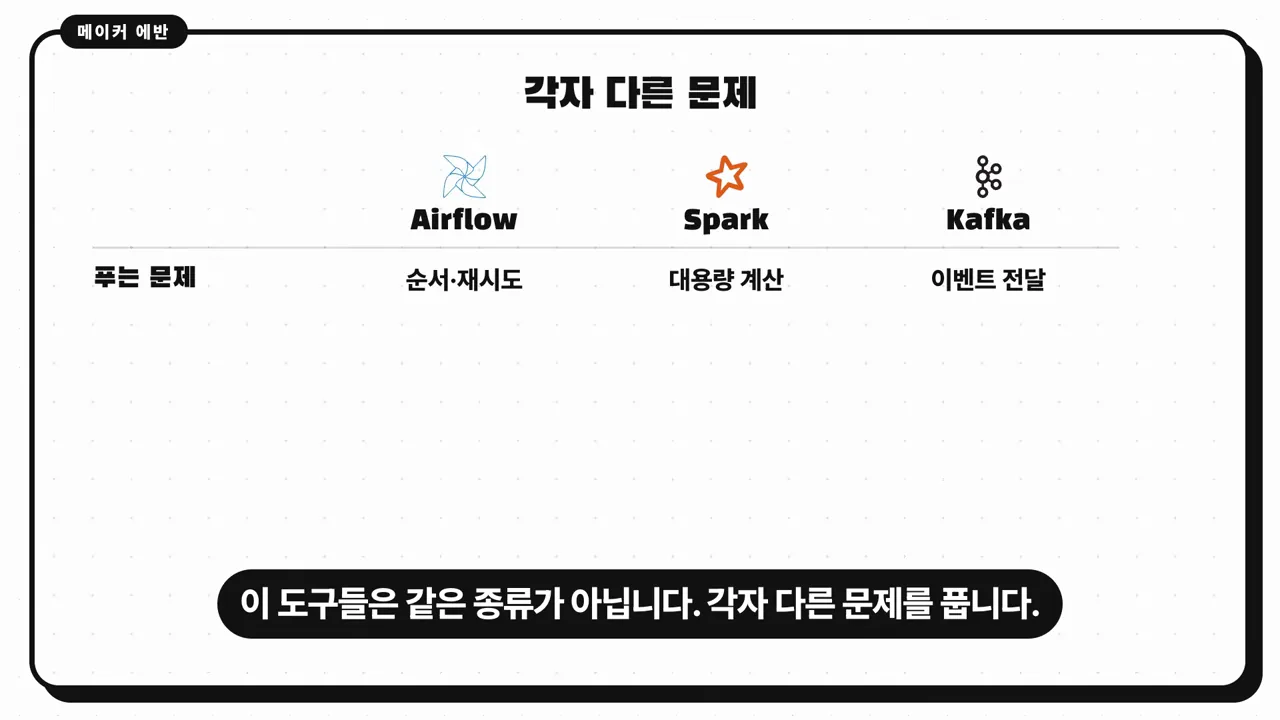 메이커 에반
각자 다른 문제
Airflow Spark Kafka
푸는 문제 순서·재시도 대용량 계산 이벤트 전달
이 도구들은 같은 종류가 아닙니다. 각자 다른 문제를 풉니다.